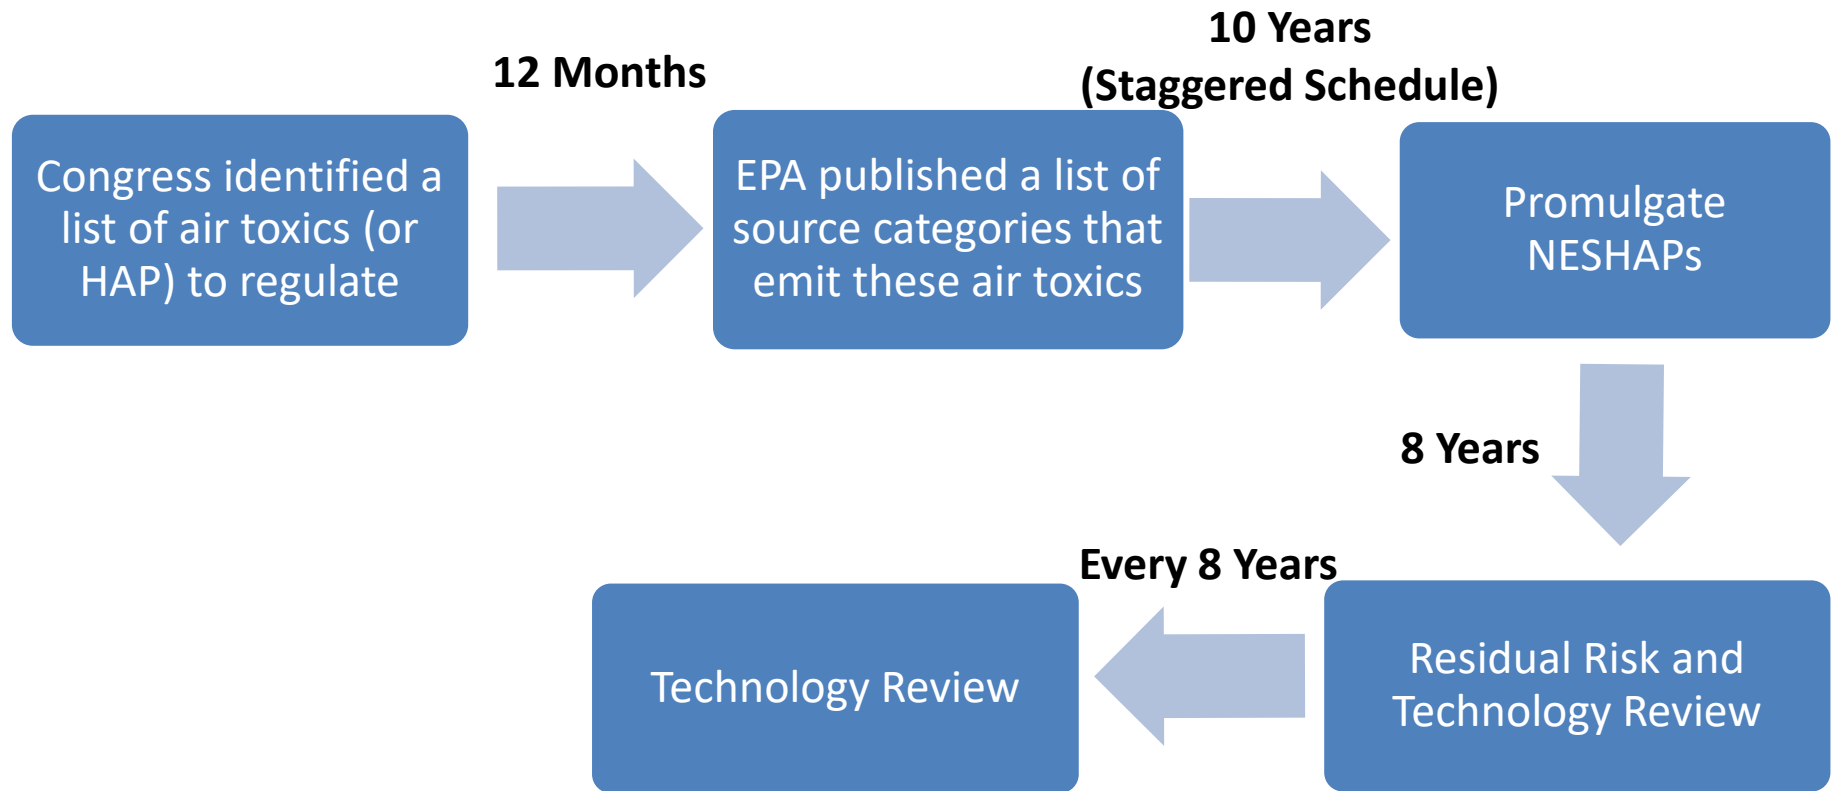 Congress identified a
list of air toxics (or
HAP) to regulate
12 Months
EPA published a list of
source categories that
emit these air toxics
10 Years
(Staggered Schedule)
Promulgate
NESHAPs
8 Years
Residual Risk and
Technology Review
Every 8 Years
Technology Review